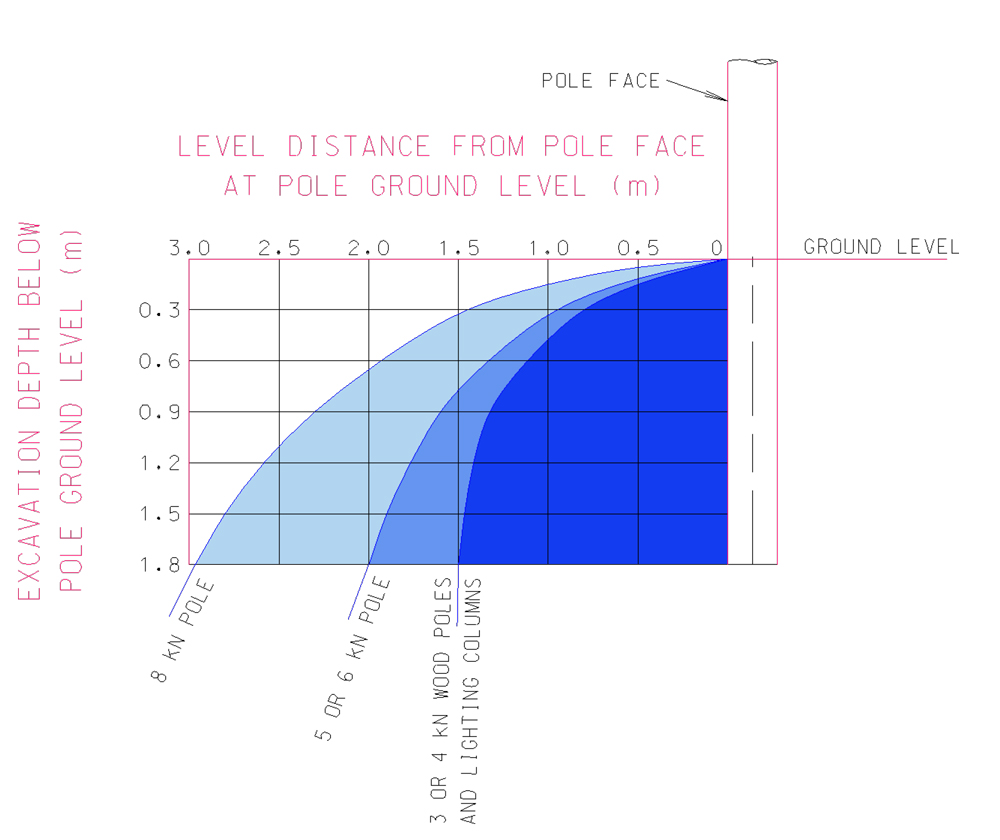 POLE FACE
LEVEL DISTANCE FROM POLE FACE
AT POLE GROUND LEVEL (m)
3.0 2.5 2.0 1.5 1.0 0.5 0
GROUND LEVEL
EXCAVATION DEPTH BELOW
POLE GROUND LEVEL (m)
0.3
0.6
0.9
1.2
1.5
1.8
8 kN POLE
5 OR 6 kN POLE
3 OR 4 kN WOOD POLES
AND LIGHTING COLUMNS